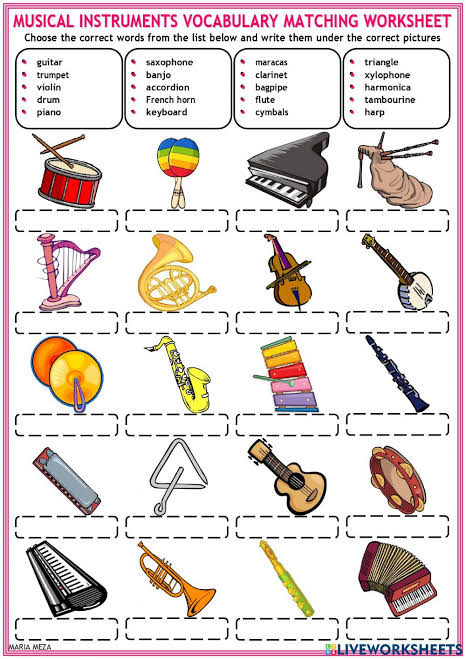 MUSICAL INSTRUMENTS VOCABULARY MATCHING WORKSHEET
Choose the correct words from the list below and write them under the correct pictures
guitar
trumpet
violin
drum
piano
saxophone
banjo
accordion
French horn
keyboard
maracas
clarinet
bagpipe
flute
cymbals
triangle
xylophone
harmonica
tambourine
harp
MARIA MEZA
LIVEWORKSHEETS